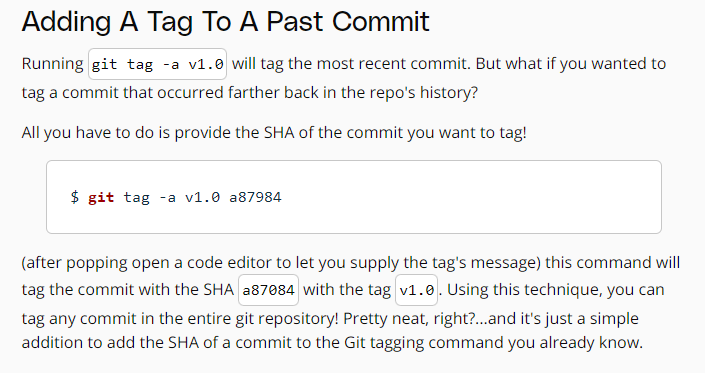 Adding A Tag To A Past Commit
Running git tag -a v1.0 will tag the most recent commit. But what if you wanted to
tag a commit that occurred farther back in the repo's history?
All you have to do is provide the SHA of the commit you want to tag!
$ git tag -a v1.0 a87984
(after popping open a code editor to let you supply the tag's message) this command will
tag the commit with the SHA a87084 with the tag v1.0. Using this technique, you can
tag any commit in the entire git repository! Pretty neat, right?...and it's just a simple
addition to add the SHA of a commit to the Git tagging command you already know.